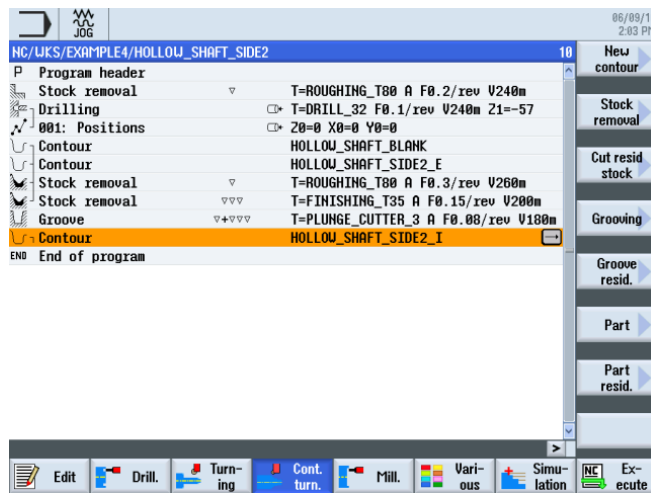 JOG
06/09/1
2:03 PM
NC/WKS/EXAMPLE4/HOLLOW_SHAFT_SIDE2 10
P Program header
Stock removal ▽ T=ROUGHING_T80 A F0.2/rev V240m
Drilling T=DRILL_32 F0.1/rev V240m Z1=-57
001: Positions Z0=0 X0=0 Y0=0
Contour HOLLOW_SHAFT_BLANK
Contour HOLLOW_SHAFT_SIDE2_E
Stock removal ▽ T=ROUGHING_T80 A F0.3/rev V260m
Stock removal ▽▽▽ T=FINISHING_T35 A F0.15/rev V200m
Groove ▽+▽▽▽ T=PLUNGE_CUTTER_3 A F0.08/rev V180m
Contour HOLLOW_SHAFT_SIDE2_I
END End of program
New
contour
Stock
removal
Cut resid
stock
Grooving
Groove
resid.
Part
Part
resid.
>
Edit
Drill.
Turn-
ing
Cont.
turn.
Mill.
Vari-
ous
Simu-
lation
NC Ex-
ecute